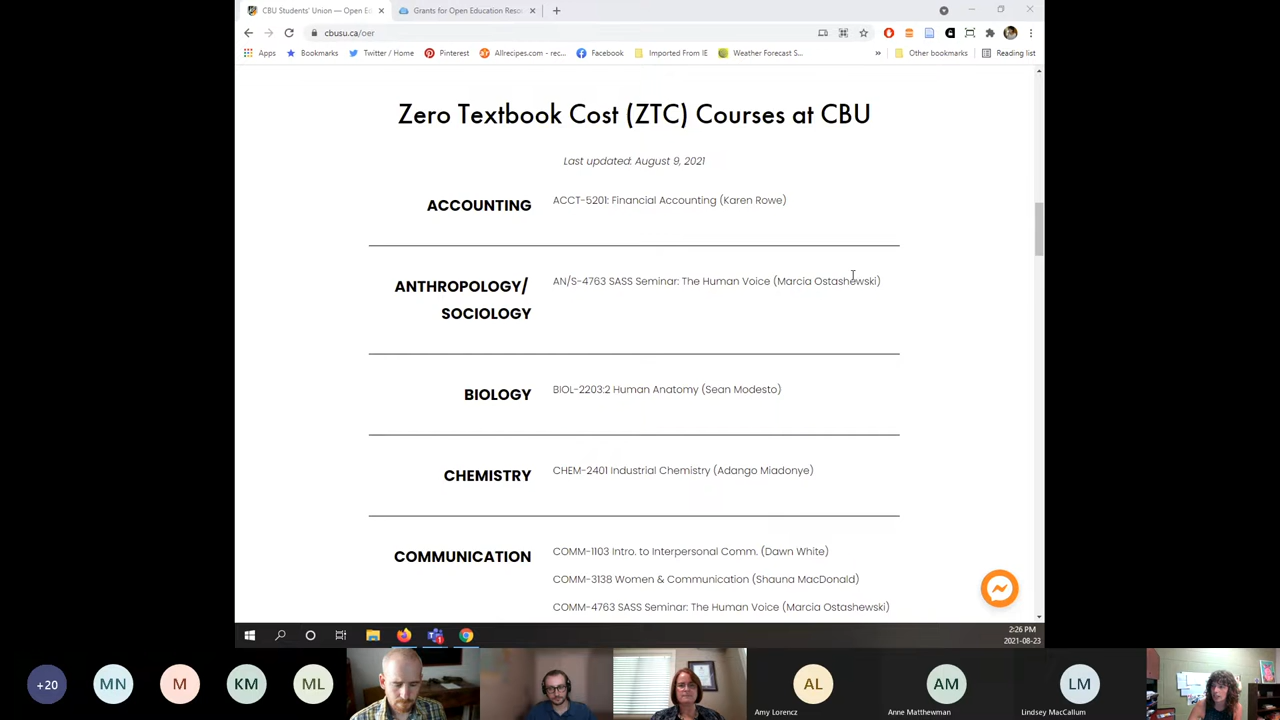 CBU Students' Union — Open Ed
Grants for Open Education Reso
cbusu.ca/oer
Apps
Bookmarks
Twitter / Home
Pinterest
Allrecipes.com - rec...
Facebook
Imported From IE
Weather Forecast S...
»
Other bookmarks
Reading list
Zero Textbook Cost (ZTC) Courses at CBU
Last updated: August 9, 2021
ACCOUNTING
ACCT-5201: Financial Accounting (Karen Rowe)
ANTHROPOLOGY/
SOCIOLOGY
AN/S-4763 SASS Seminar: The Human Voice (Marcia Ostashewski)
BIOLOGY
BIOL-2203:2 Human Anatomy (Sean Modesto)
CHEMISTRY
CHEM-2401 Industrial Chemistry (Adango Miadonye)
COMMUNICATION
COMM-1103 Intro. to Interpersonal Comm. (Dawn White)
COMM-3138 Women & Communication (Shauna MacDonald)
COMM-4763 SASS Seminar: The Human Voice (Marcia Ostashewski)
2:26 PM
2021-08-23
+20
MN
M
KM
ML
AL
AM
LM
Amy Lorencz
Anne Matthewman
Lindsey MacCallum